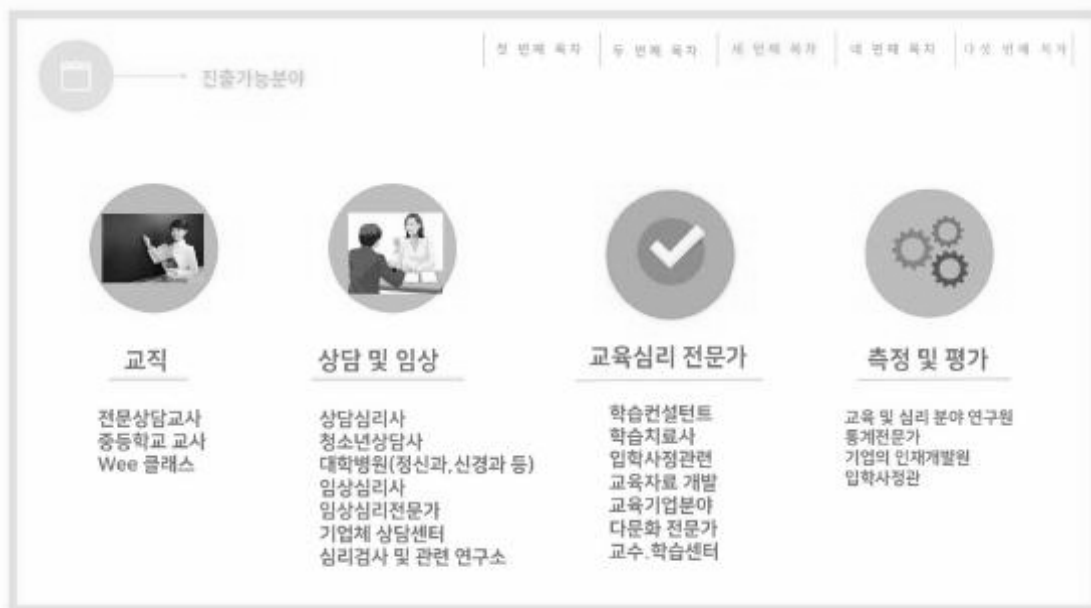 첫 번째 목차
두 번째 목차
세 번째 목차
네 번째 목차
다섯 번째 목차
진출가능분야
교직
전문상담교사
중등학교 교사
Wee 클래스
상담 및 임상
상담심리사
청소년상담사
대학병원(정신과,신경과 등)
임상심리사
임상심리전문가
기업체 상담센터
심리검사 및 관련 연구소
교육심리 전문가
학습컨설턴트
학습치료사
입학사정관련
교육자료 개발
교육기업분야
다문화 전문가
교수.학습센터
측정 및 평가
교육 및 심리 분야 연구원
통계전문가
기업의 인재개발원
입학사정관